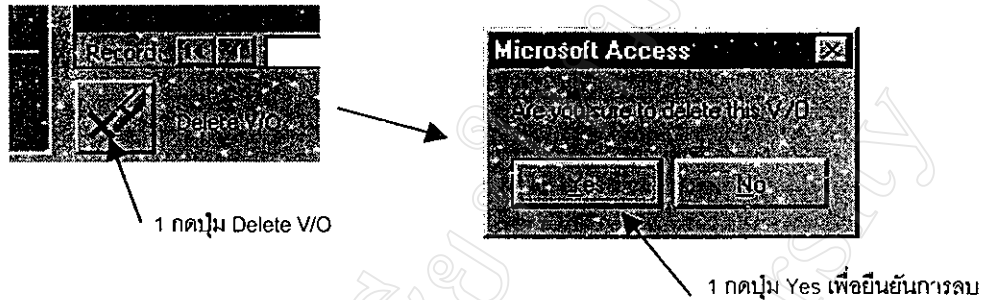 Record:
Delete V/O
1 กดปุ่ม Delete V/O
Microsoft Access
Are you sure to delete this V/O
Yes
No
1 กดปุ่ม Yes เพื่อยืนยันการลบ